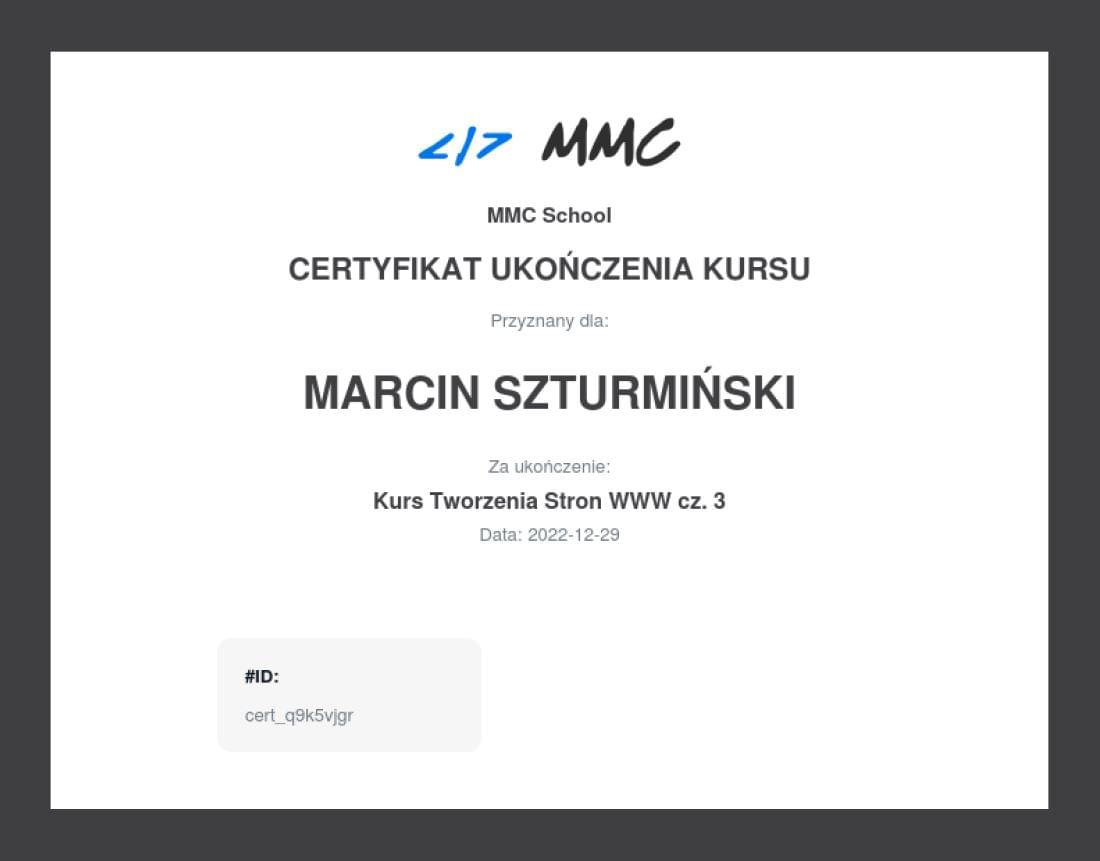 </> MMC
MMC School
CERTYFIKAT UKOŃCZENIA KURSU
Przyznany dla:
MARCIN SZTURMIŃSKI
Za ukończenie:
Kurs Tworzenia Stron WWW cz. 3
Data: 2022-12-29
#ID:
cert_q9k5vjgr